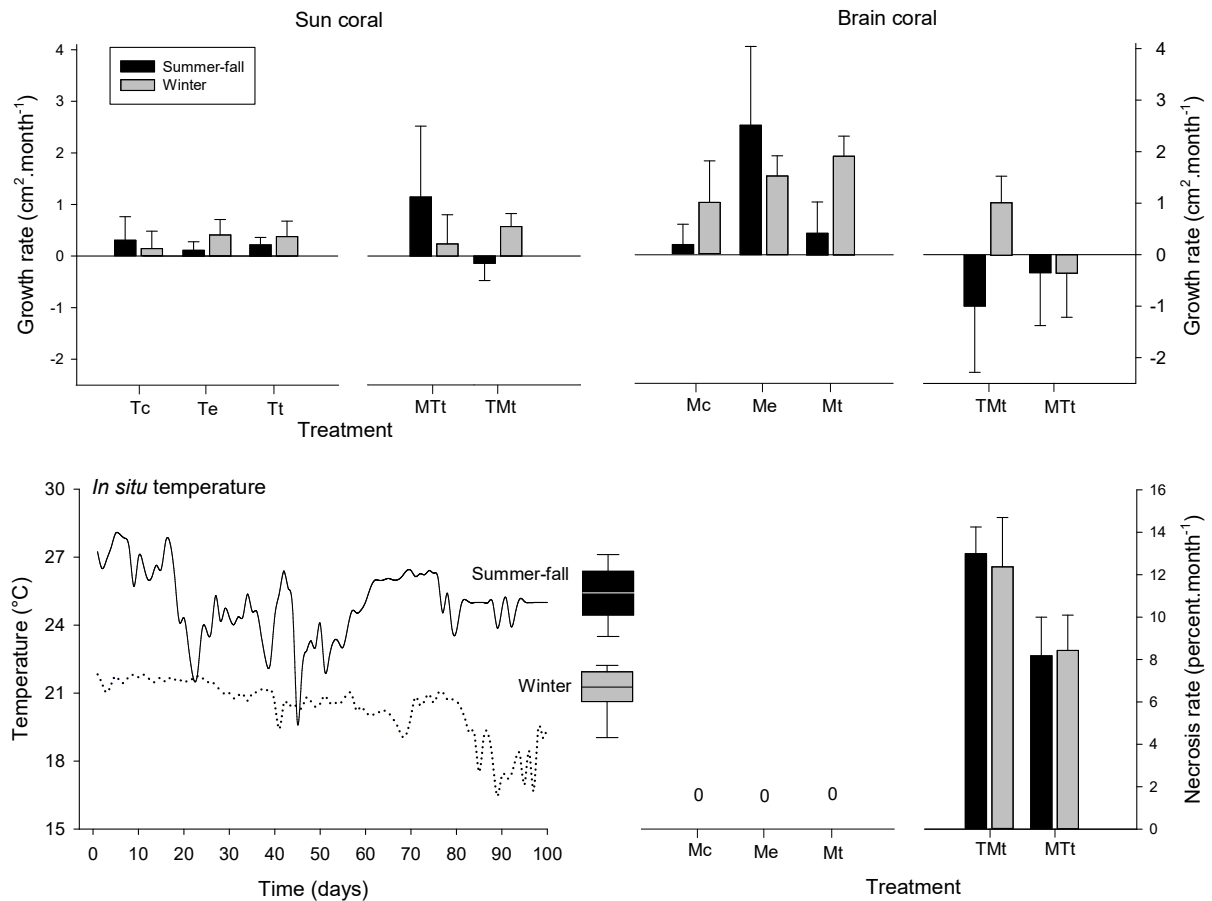 Sun coral
Brain coral
Summer-fall
Winter
Growth rate (cm².month⁻¹)
4
3
2
1
0
-1
-2
Tc Te Tt MTt TMt
Treatment
Mc Me Mt TMt MTt
4
3
2
1
0
-1
-2
Growth rate (cm².month⁻¹)
In situ temperature
Temperature (°C)
30
27
24
21
18
15
0 10 20 30 40 50 60 70 80 90 100
Time (days)
Summer-fall
Winter
0 0 0
Mc Me Mt TMt MTt
Treatment
16
14
12
10
8
6
4
2
0
Necrosis rate (percent.month⁻¹)